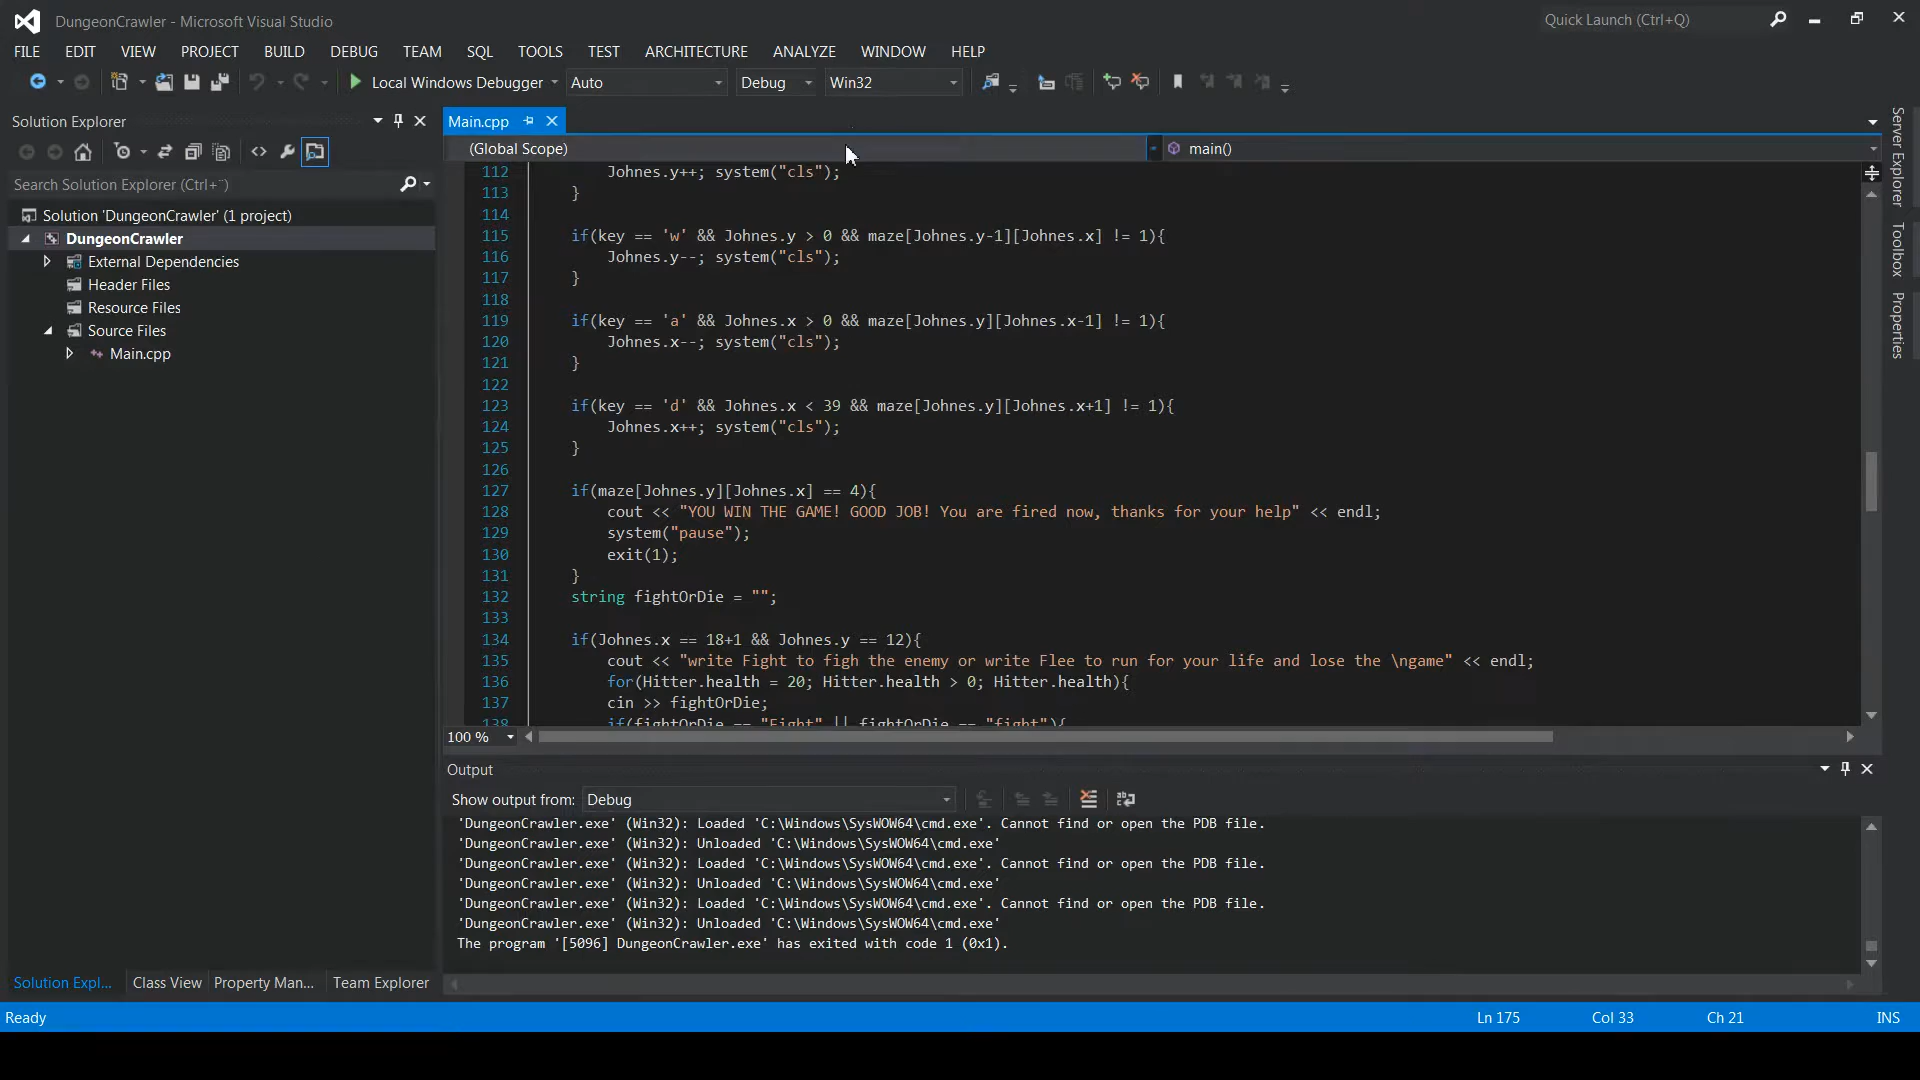 DungeonCrawler - Microsoft Visual Studio
Quick Launch (Ctrl+Q)
FILE EDIT VIEW PROJECT BUILD DEBUG TEAM SQL TOOLS TEST ARCHITECTURE ANALYZE WINDOW HELP
Local Windows Debugger Auto Debug Win32
Solution Explorer
Search Solution Explorer (Ctrl+¨)
Solution 'DungeonCrawler' (1 project)
DungeonCrawler
External Dependencies
Header Files
Resource Files
Source Files
Main.cpp
Solution Expl... Class View Property Man... Team Explorer
Main.cpp
(Global Scope) main()
112 Johnes.y++; system("cls");
113 }
114
115 if(key == 'w' && Johnes.y > 0 && maze[Johnes.y-1][Johnes.x] != 1){
116 Johnes.y--; system("cls");
117 }
118
119 if(key == 'a' && Johnes.x > 0 && maze[Johnes.y][Johnes.x-1] != 1){
120 Johnes.x--; system("cls");
121 }
122
123 if(key == 'd' && Johnes.x < 39 && maze[Johnes.y][Johnes.x+1] != 1){
124 Johnes.x++; system("cls");
125 }
126
127 if(maze[Johnes.y][Johnes.x] == 4){
128 cout << "YOU WIN THE GAME! GOOD JOB! You are fired now, thanks for your help" << endl;
129 system("pause");
130 exit(1);
131 }
132 string fightOrDie = "";
133
134 if(Johnes.x == 18+1 && Johnes.y == 12){
135 cout << "write Fight to figh the enemy or write Flee to run for your life and lose the \ngame" << endl;
136 for(Hitter.health = 20; Hitter.health > 0; Hitter.health){
137 cin >> fightOrDie;
138 if(fightOrDie == "Fight" || fightOrDie == "fight"){
100 %
Output
Show output from: Debug
'DungeonCrawler.exe' (Win32): Loaded 'C:\Windows\SysWOW64\cmd.exe'. Cannot find or open the PDB file.
'DungeonCrawler.exe' (Win32): Unloaded 'C:\Windows\SysWOW64\cmd.exe'
'DungeonCrawler.exe' (Win32): Loaded 'C:\Windows\SysWOW64\cmd.exe'. Cannot find or open the PDB file.
'DungeonCrawler.exe' (Win32): Unloaded 'C:\Windows\SysWOW64\cmd.exe'
'DungeonCrawler.exe' (Win32): Loaded 'C:\Windows\SysWOW64\cmd.exe'. Cannot find or open the PDB file.
'DungeonCrawler.exe' (Win32): Unloaded 'C:\Windows\SysWOW64\cmd.exe'
The program '[5096] DungeonCrawler.exe' has exited with code 1 (0x1).
Server Explorer
Toolbox
Properties
Ready Ln 175 Col 33 Ch 21 INS